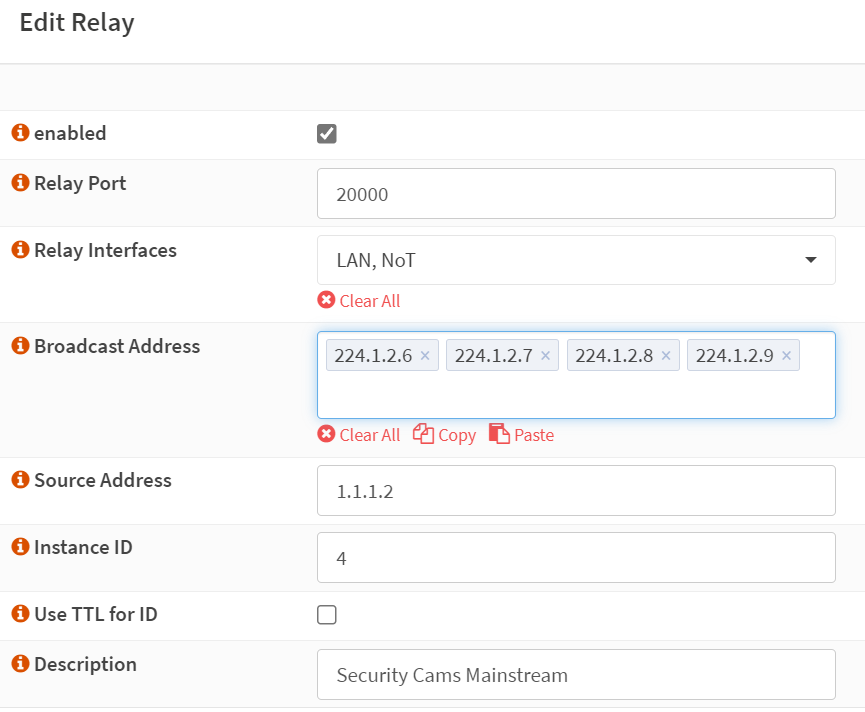 Edit Relay
enabled
Relay Port
20000
Relay Interfaces
LAN, NoT
Clear All
Broadcast Address
224.1.2.6 × 224.1.2.7 × 224.1.2.8 × 224.1.2.9 ×
Clear All Copy Paste
Source Address
1.1.1.2
Instance ID
4
Use TTL for ID
Description
Security Cams Mainstream